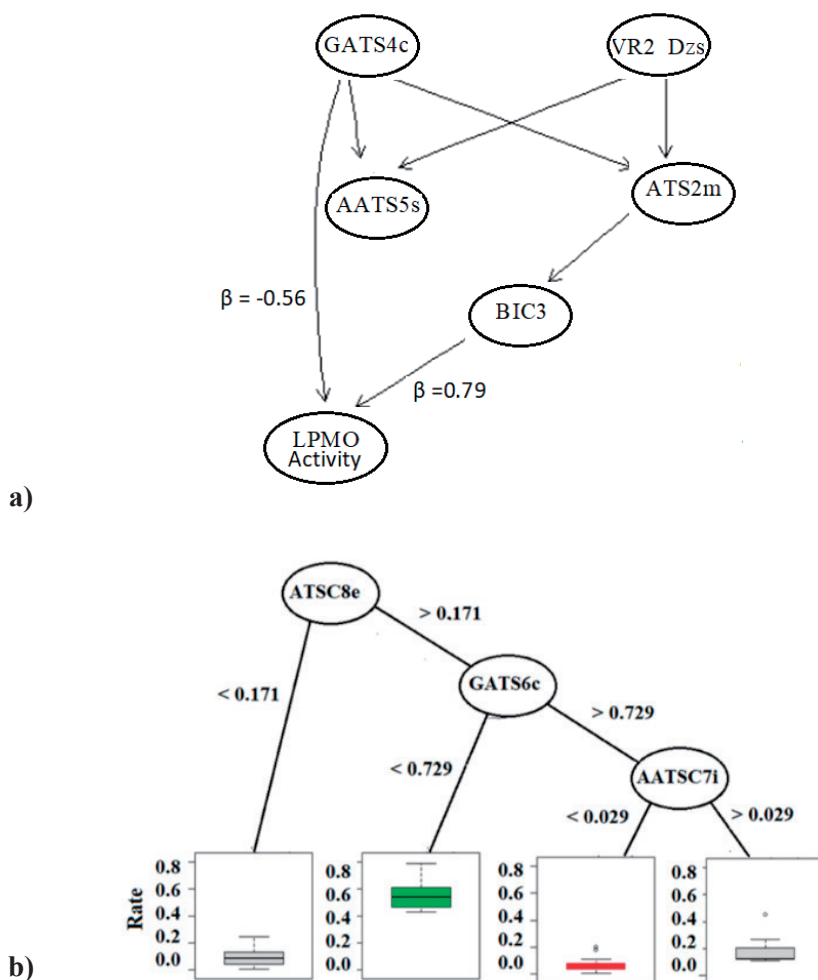 GATS4c
VR2 Dzs
AATS5s
ATS2m
β = -0.56
BIC3
β =0.79
LPMO
Activity
a)
ATSC8e
> 0.171
GATS6c
< 0.171
> 0.729
< 0.729
AATSC7i
< 0.029
> 0.029
Rate
0.8
0.6
0.4
0.2
0.0
0.8
0.6
0.4
0.2
0.0
0.8
0.6
0.4
0.2
0.0
0.8
0.6
0.4
0.2
0.0
b)